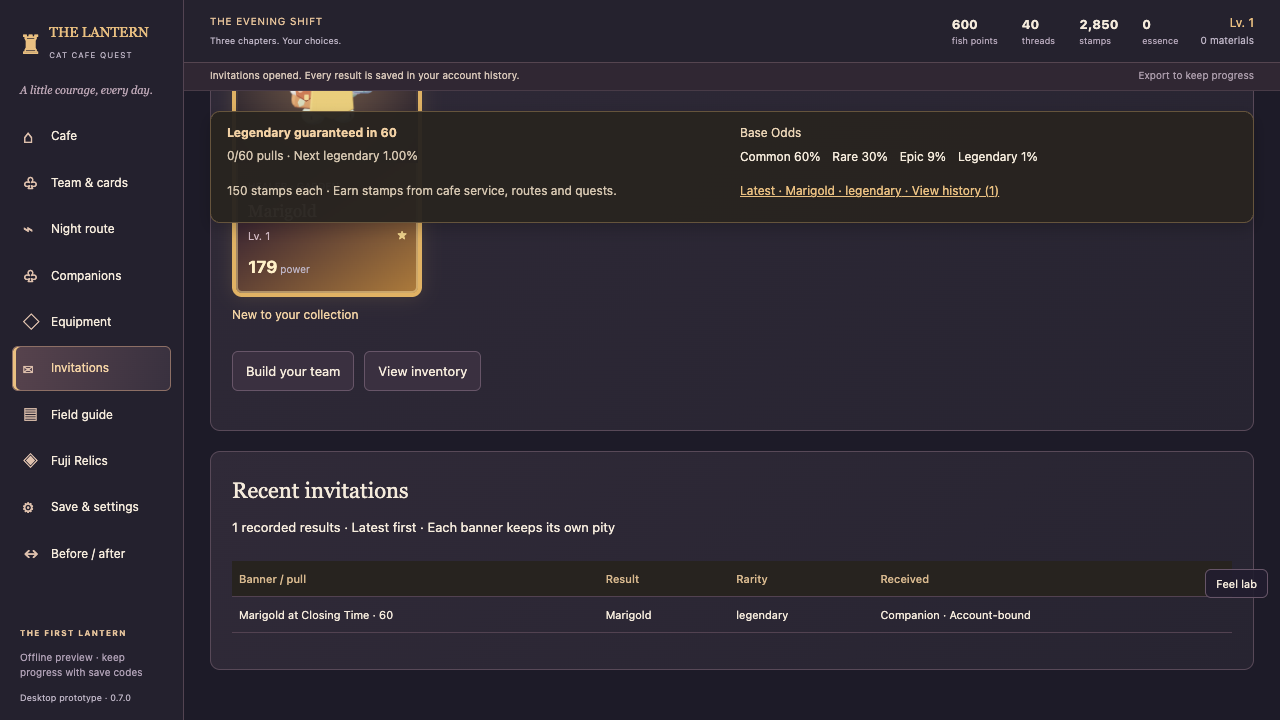 THE LANTERN
CAT CAFE QUEST
A little courage, every day.
Cafe
Team & cards
Night route
Companions
Equipment
Invitations
Field guide
Fuji Relics
Save & settings
Before / after
THE FIRST LANTERN
Offline preview · keep
progress with save codes
Desktop prototype · 0.7.0
THE EVENING SHIFT
Three chapters. Your choices.
600 fish points
40 threads
2,850 stamps
0 essence
Lv. 1
0 materials
Invitations opened. Every result is saved in your account history.
Export to keep progress
Legendary guaranteed in 60
0/60 pulls · Next legendary 1.00%
150 stamps each · Earn stamps from cafe service, routes and quests.
Base Odds
Common 60% Rare 30% Epic 9% Legendary 1%
Latest · Marigold · legendary · View history (1)
Marigold
Lv. 1
179 power
New to your collection
Build your team
View inventory
Recent invitations
1 recorded results · Latest first · Each banner keeps its own pity
Banner / pull Result Rarity Received
Marigold at Closing Time · 60 Marigold legendary Companion · Account-bound
Feel lab